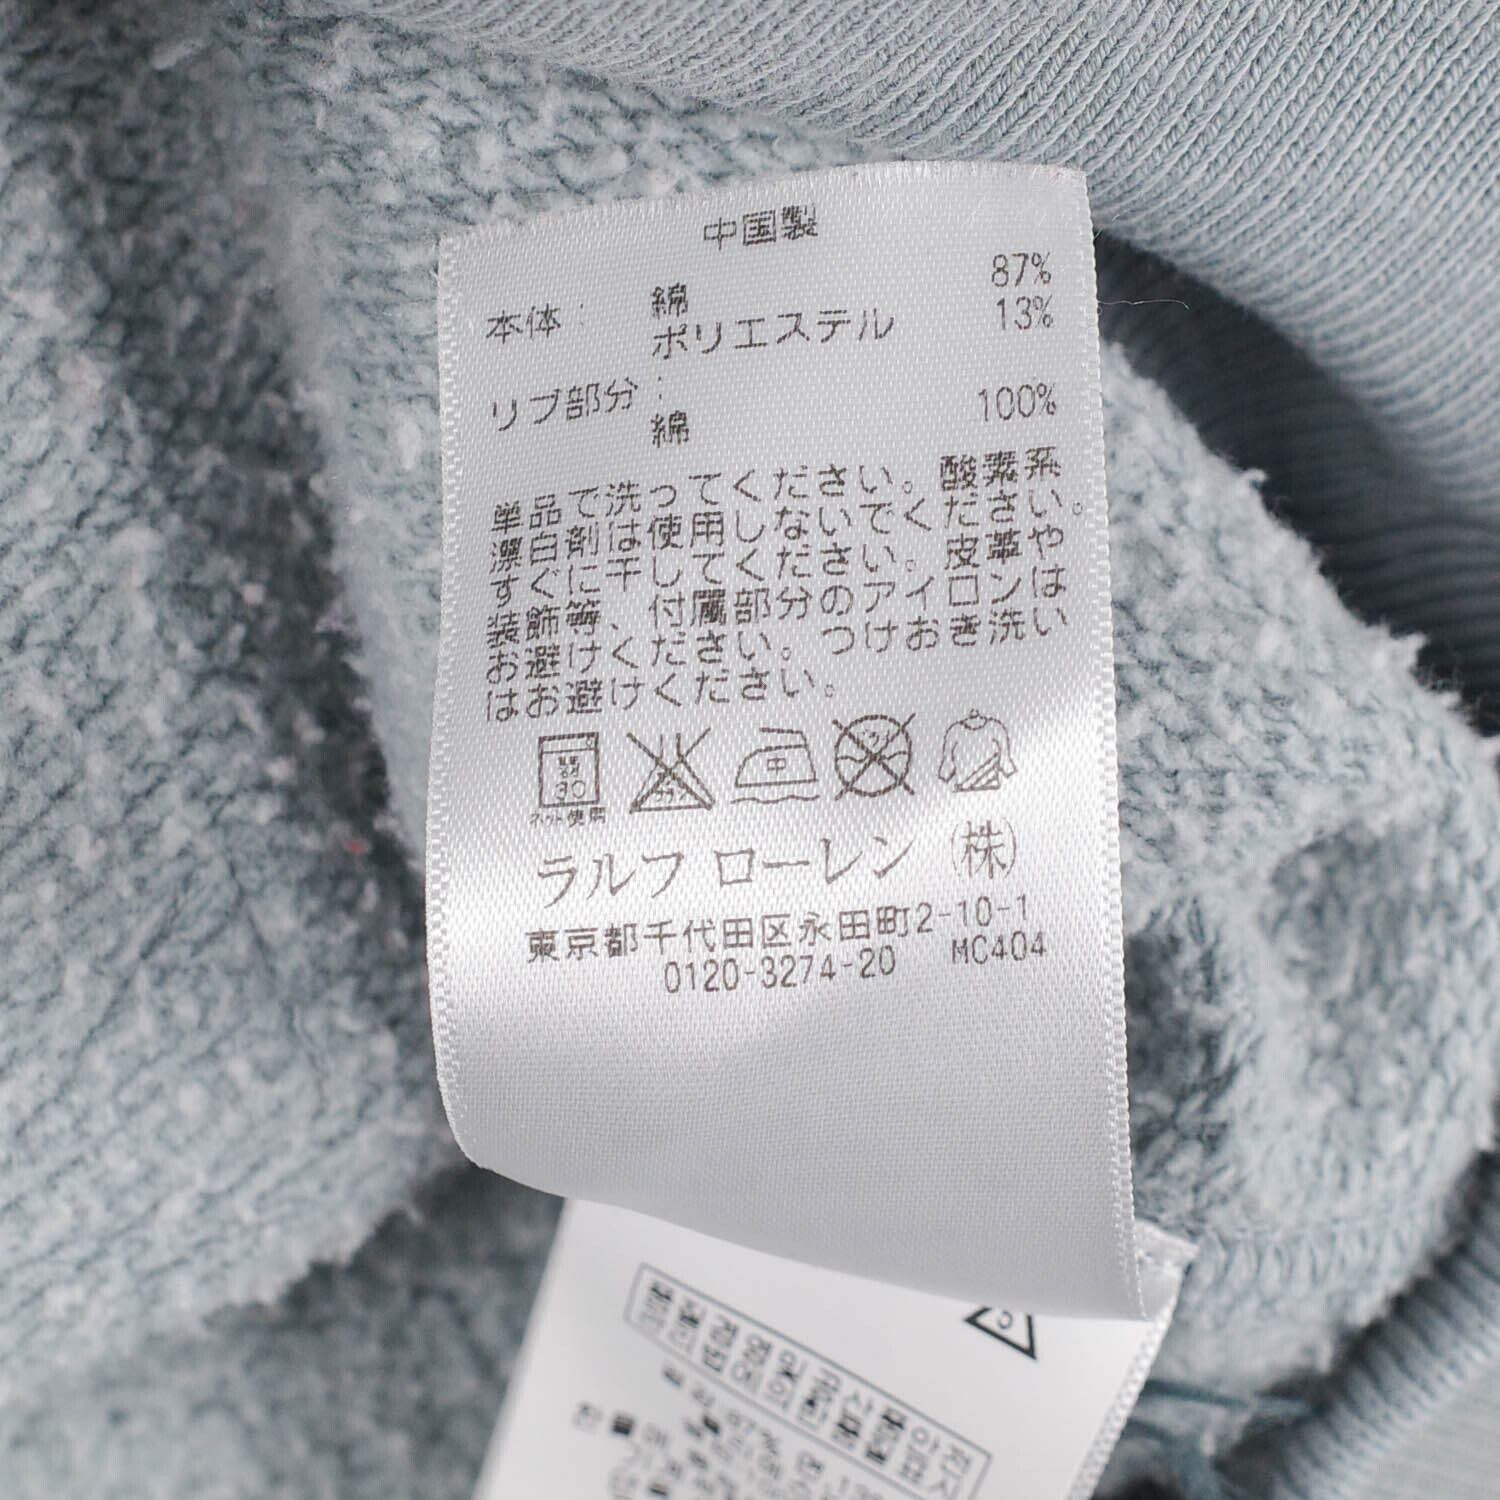 中国製
本体: 綿 87%
ポリエステル 13%
リブ部分:
綿 100%
単品で洗ってください。酸素系
漂白剤は使用しないでください。
すぐに干してください。皮革や
装飾等、付属部分のアイロンは
お避けください。つけおき洗い
はお避けください。
弱 30 中
ネット使用
ラルフ ローレン (株)
東京都千代田区永田町2-10-1
0120-3274-20 MC404